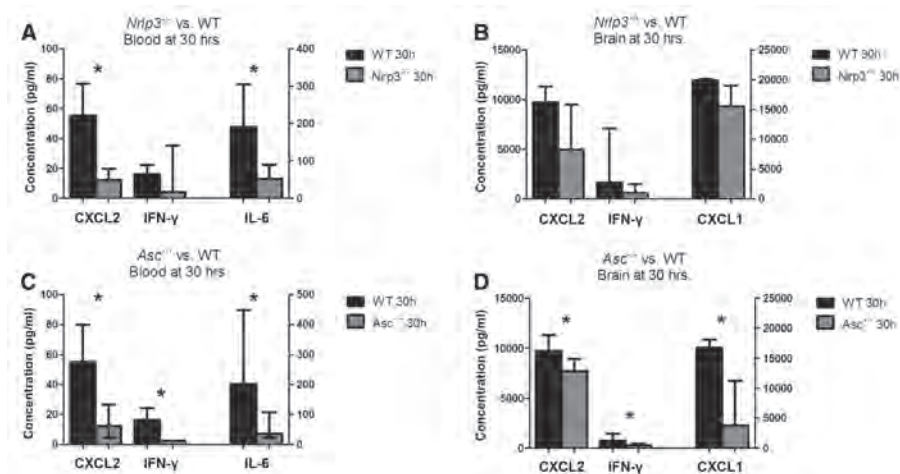 A
Nrlp3⁻/⁻ vs. WT
Blood at 30 hrs
Concentration (pg/ml)
100
80
60
40
20
0
400
300
200
100
0
*
*
WT 30h
Nrp3⁻/⁻ 30h
CXCL2
IFN-γ
IL-6
B
Nrlp3⁻/⁻ vs. WT
Brain at 30 hrs.
Concentration (pg/ml)
15000
10000
5000
0
25000
20000
15000
10000
5000
0
WT 30h
Nrp3⁻/⁻ 30h
CXCL2
IFN-γ
CXCL1
C
Asc⁻/⁻ vs. WT
Blood at 30 hrs
Concentration (pg/ml)
100
80
60
40
20
0
500
400
300
200
100
0
*
*
*
WT 30h
Asc⁻/⁻ 30h
CXCL2
IFN-γ
IL-6
D
Asc⁻/⁻ vs. WT
Brain at 30 hrs.
Concentration (pg/ml)
15000
10000
5000
0
25000
20000
15000
10000
5000
0
*
*
*
WT 30h
Asc⁻/⁻ 30h
CXCL2
IFN-γ
CXCL1